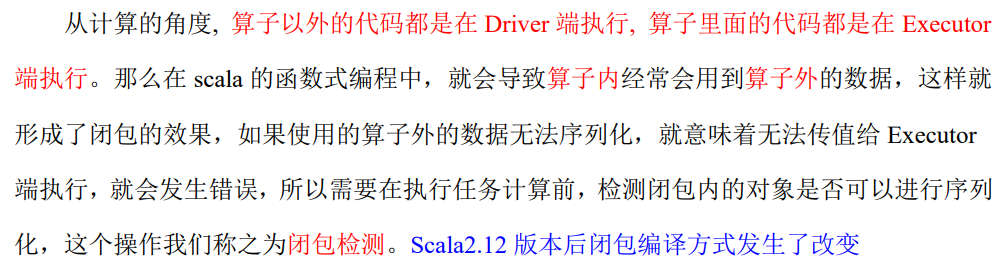 从计算的角度, 算子以外的代码都是在 Driver 端执行, 算子里面的代码都是在 Executor
端执行。那么在 scala 的函数式编程中，就会导致算子内经常会用到算子外的数据，这样就
形成了闭包的效果，如果使用的算子外的数据无法序列化，就意味着无法传值给 Executor
端执行，就会发生错误，所以需要在执行任务计算前，检测闭包内的对象是否可以进行序列
化，这个操作我们称之为闭包检测。Scala2.12 版本后闭包编译方式发生了改变